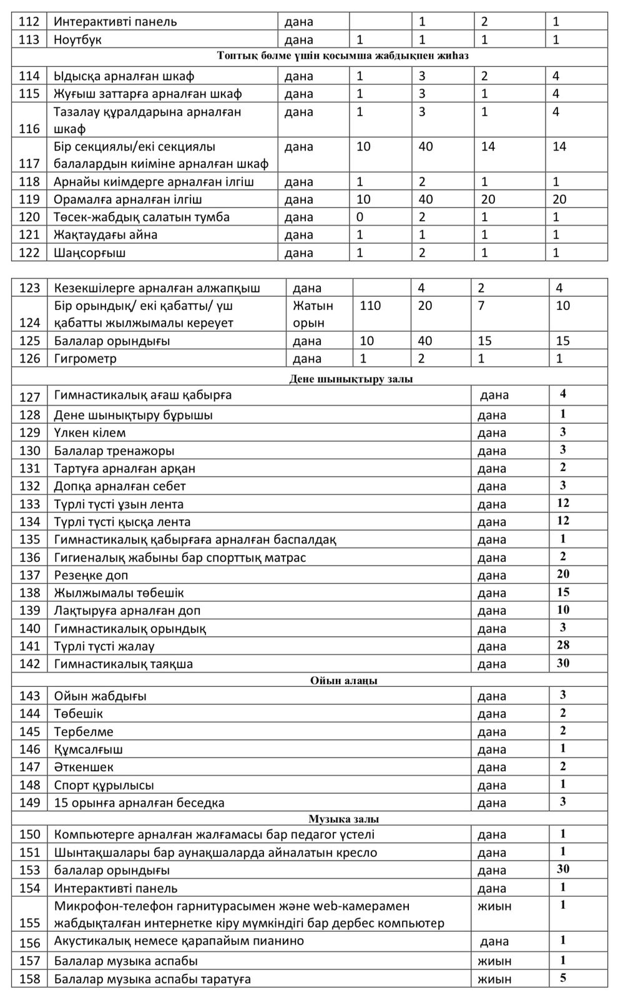 112 Интерактивті панель дана 1 2 1
113 Ноутбук дана 1 1 1 1
Топтық бөлме үшін қосымша жабдықпен жиһаз
114 Ыдысқа арналған шкаф дана 1 3 2 4
115 Жуғыш заттарға арналған шкаф дана 1 3 1 4
Тазалау құралдарына арналған дана 1 3 1 4
116 шкаф
Бір секциялы/екі секциялы дана 10 40 14 14
117 балалардын киіміне арналған шкаф
118 Арнайы киімдерге арналған ілгіш дана 1 2 1 1
119 Орамалға арналған ілгіш дана 10 40 20 20
120 Төсек-жабдық салатын тумба дана 0 2 1 1
121 Жақтаудағы айна дана 1 1 1 1
122 Шаңсорғыш дана 1 2 1 1
123 Кезекшілерге арналған алжапқыш дана 4 2 4
Бір орындық/ екі қабатты/ үш Жатын 110 20 7 10
124 қабатты жылжымалы кереует орын
125 Балалар орындығы дана 10 40 15 15
126 Гигрометр дана 1 2 1 1
Дене шынықтыру залы
127 Гимнастикалық ағаш қабырға дана 4
128 Дене шынықтыру бұрышы дана 1
129 Үлкен кілем дана 3
130 Балалар тренажоры дана 3
131 Тартуға арналған арқан дана 2
132 Допқа арналған себет дана 3
133 Түрлі түсті ұзын лента дана 12
134 Түрлі түсті қысқа лента дана 12
135 Гимнастикалық қабырғаға арналған баспалдақ дана 1
136 Гигиеналық жабыны бар спорттық матрас дана 2
137 Резеңке доп дана 20
138 Жылжымалы төбешік дана 15
139 Лақтыруға арналған доп дана 10
140 Гимнастикалық орындық дана 3
141 Түрлі түсті жалау дана 28
142 Гимнастикалық таяқша дана 30
Ойын алаңы
143 Ойын жабдығы дана 3
144 Төбешік дана 2
145 Тербелме дана 2
146 Құмсалғыш дана 1
147 Әткеншек дана 2
148 Спорт құрылысы дана 1
149 15 орынға арналған беседка дана 3
Музыка залы
150 Компьютерге арналған жалғамасы бар педагог үстелі дана 1
151 Шынтақшалары бар аунақшаларда айналатын кресло дана 1
153 балалар орындығы дана 30
154 Интерактивті панель дана 1
Микрофон-телефон гарнитурасымен және web-камерамен жиын 1
155 жабдықталған интернетке кіру мүмкіндігі бар дербес компьютер
156 Акустикалық немесе қарапайым пианино дана 1
157 Балалар музыка аспабы жиын 1
158 Балалар музыка аспабы таратуға жиын 5